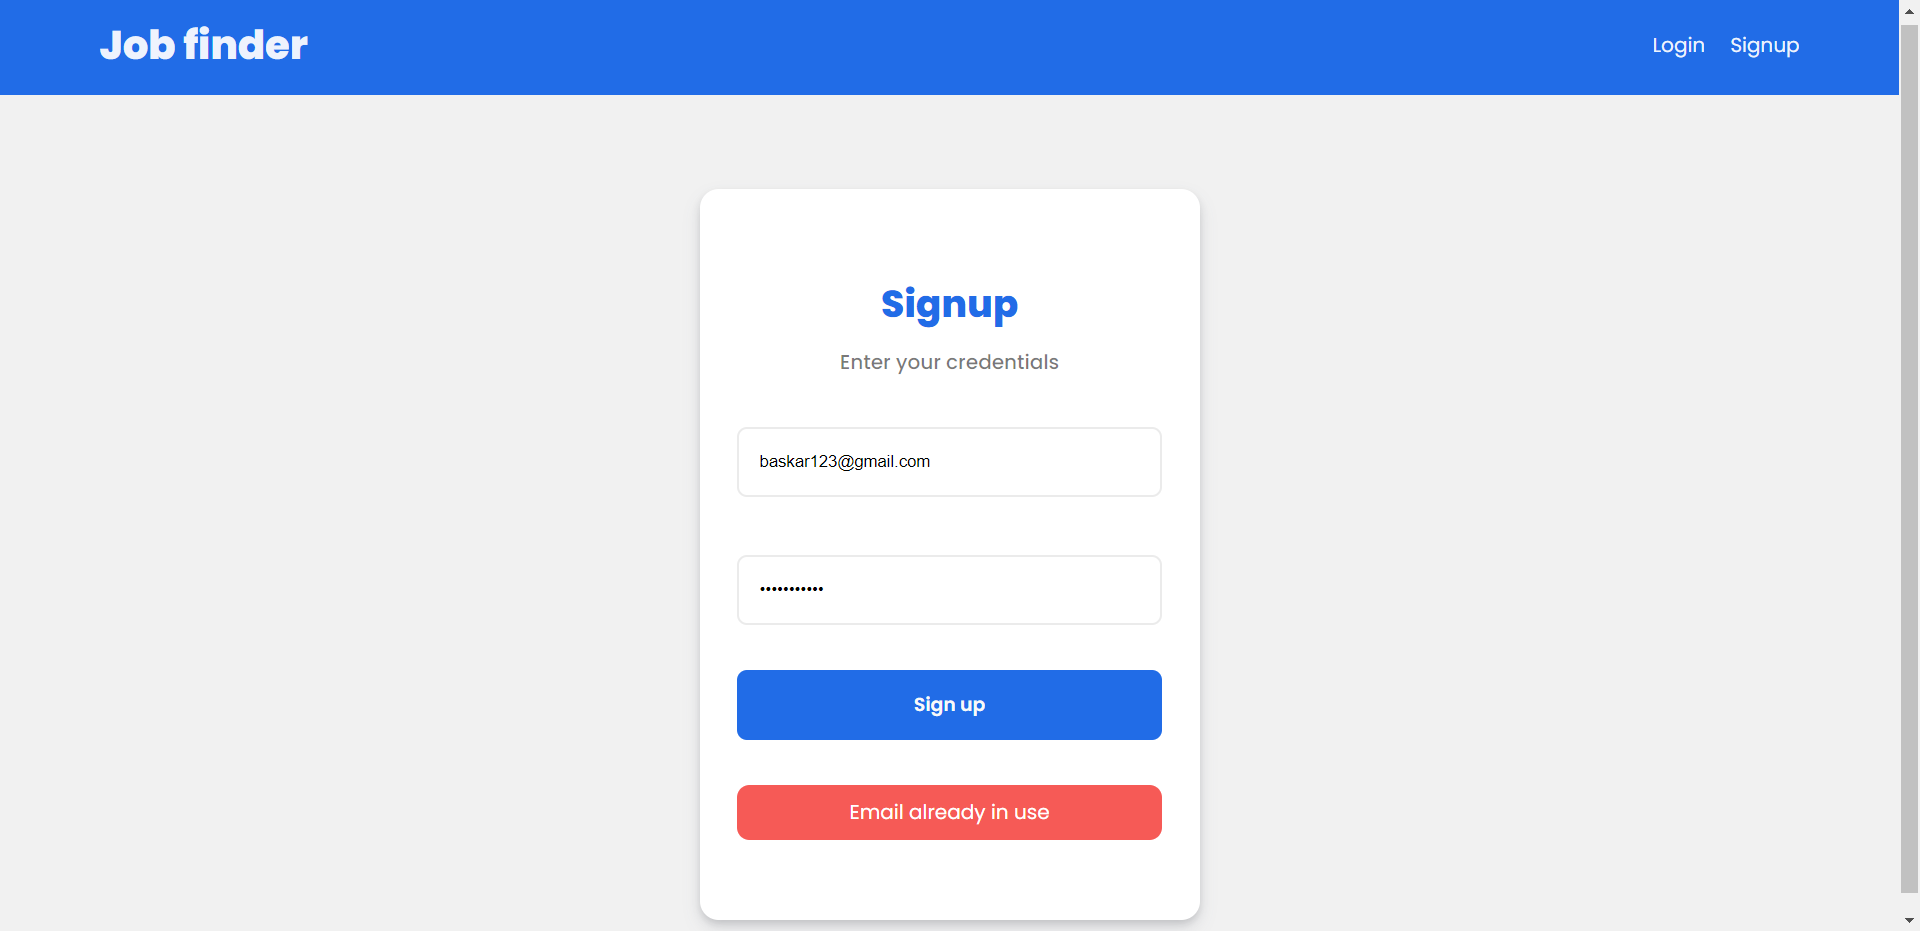 Job finder
Login Signup
Signup
Enter your credentials
baskar123@gmail.com
•••••••••••
Sign up
Email already in use